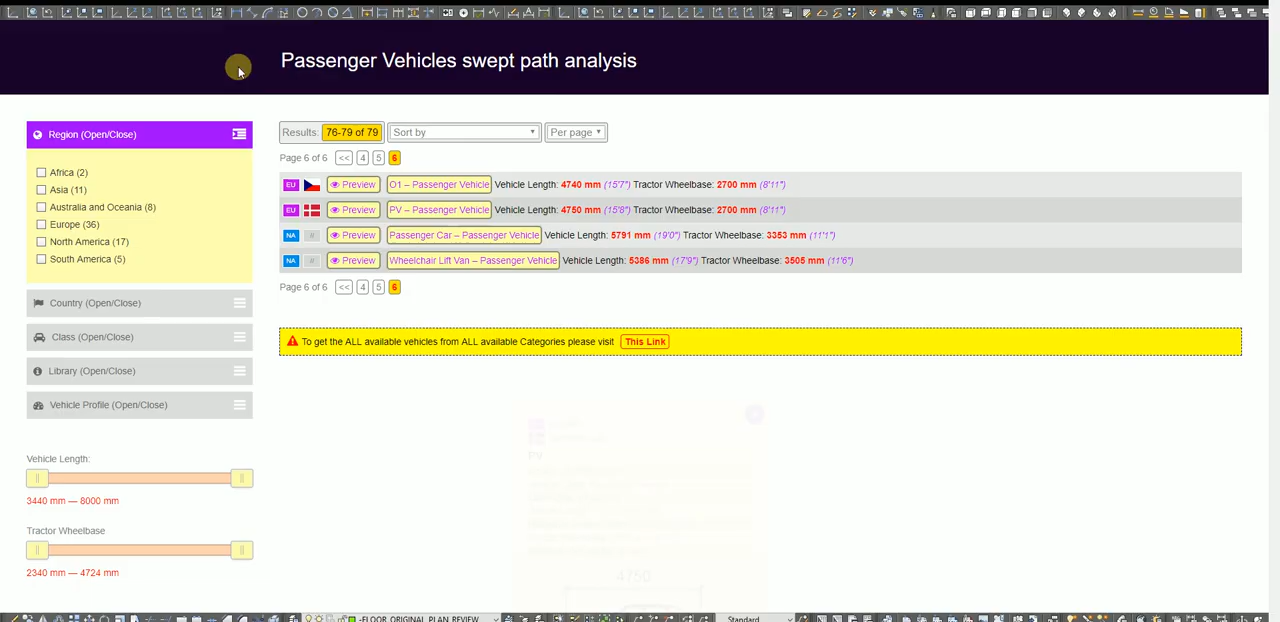 Passenger Vehicles swept path analysis
Region (Open/Close)
Africa (2)
Asia (11)
Australia and Oceania (8)
Europe (36)
North America (17)
South America (5)
Country (Open/Close)
Class (Open/Close)
Library (Open/Close)
Vehicle Profile (Open/Close)
Vehicle Length:
3440 mm — 8000 mm
Tractor Wheelbase
2340 mm — 4724 mm
Results: 76-79 of 79 Sort by Per page
Page 6 of 6 << 4 5 6
EU Preview O1 – Passenger Vehicle Vehicle Length: 4740 mm (15'7") Tractor Wheelbase: 2700 mm (8'11")
EU Preview PV – Passenger Vehicle Vehicle Length: 4750 mm (15'8") Tractor Wheelbase: 2700 mm (8'11")
NA Preview Passenger Car – Passenger Vehicle Vehicle Length: 5791 mm (19'0") Tractor Wheelbase: 3353 mm (11'1")
NA Preview Wheelchair Lift Van – Passenger Vehicle Vehicle Length: 5386 mm (17'9") Tractor Wheelbase: 3505 mm (11'6")
Page 6 of 6 << 4 5 6
To get the ALL available vehicles from ALL available Categories please visit This Link
4750
-FLOOR ORIGINAL PLAN REVIEW
Standard